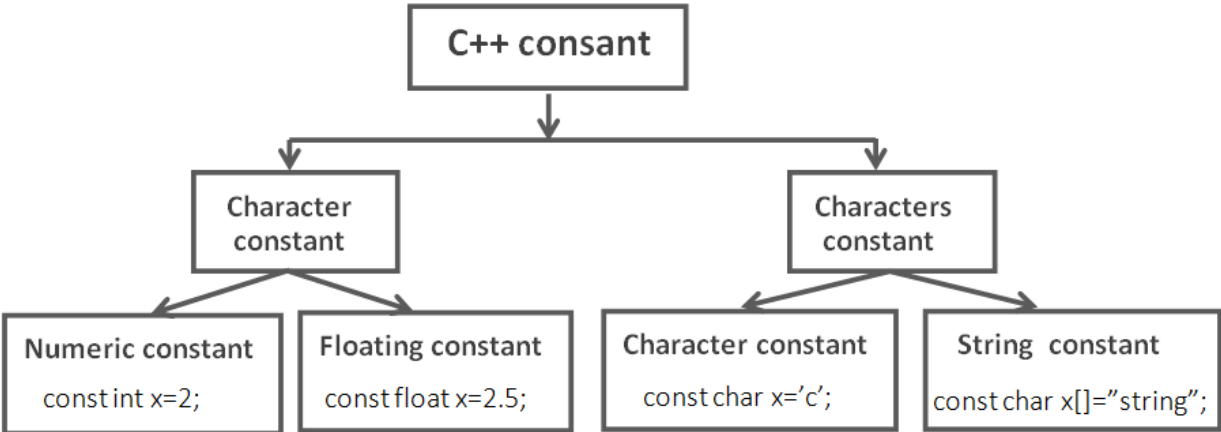 C++ consant
Character
constant
Characters
constant
Numeric constant
const int x=2;
Floating constant
const float x=2.5;
Character constant
const char x=’c’;
String constant
const char x[]=”string”;